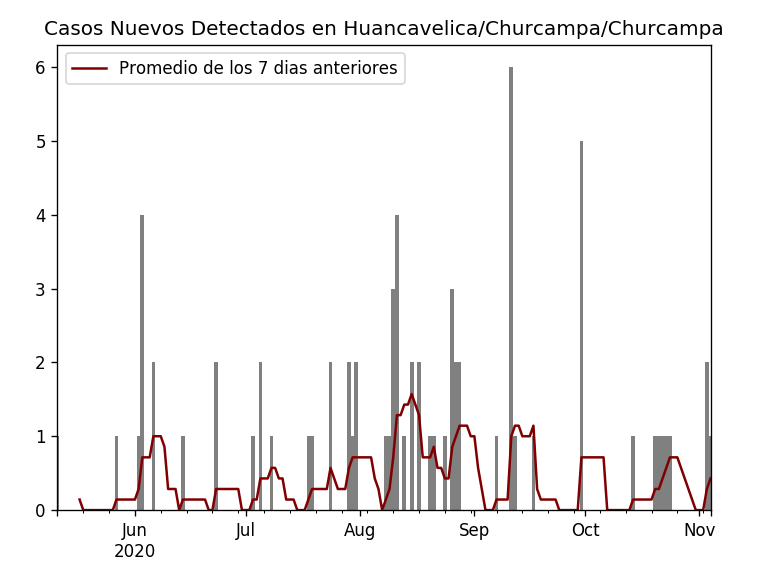 Casos Nuevos Detectados en Huancavelica/Churcampa/Churcampa
Promedio de los 7 dias anteriores
6
5
4
3
2
1
0
Jun Jul Aug Sep Oct Nov
2020